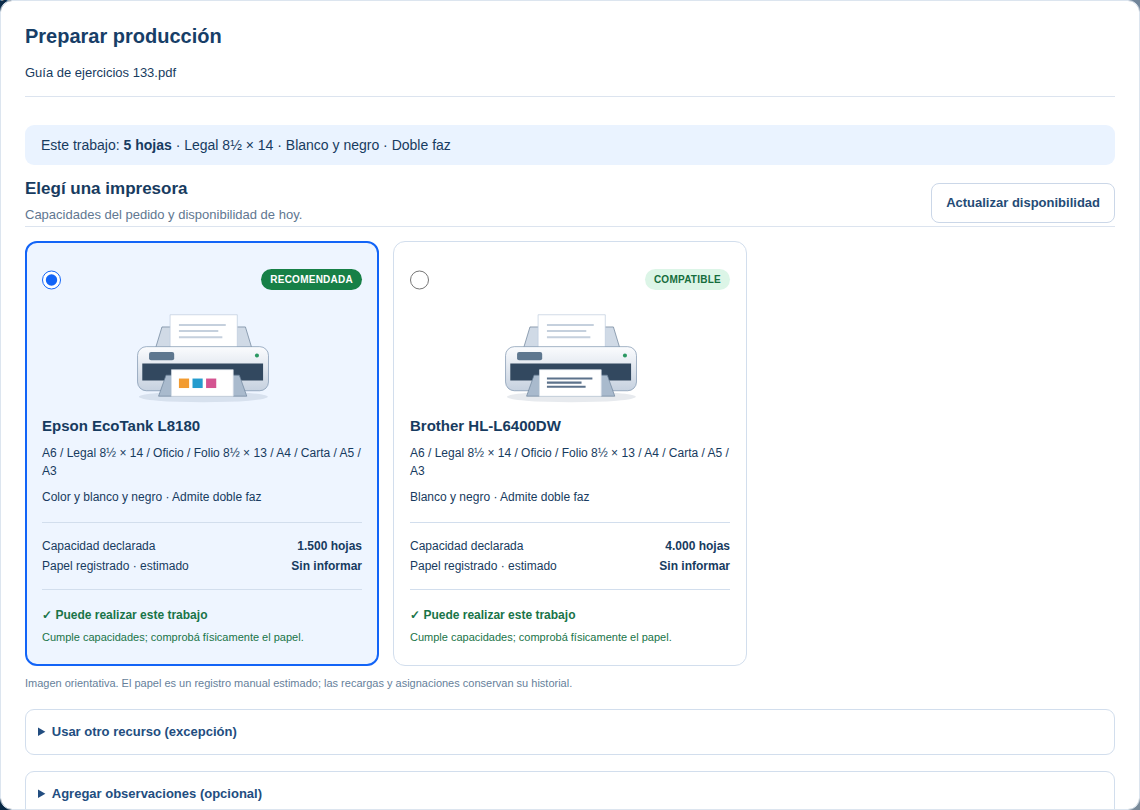 Preparar producción
Guía de ejercicios 133.pdf
Este trabajo: 5 hojas · Legal 8½ × 14 · Blanco y negro · Doble faz
Elegí una impresora
Capacidades del pedido y disponibilidad de hoy.
Actualizar disponibilidad
RECOMENDADA
Epson EcoTank L8180
A6 / Legal 8½ × 14 / Oficio / Folio 8½ × 13 / A4 / Carta / A5 /
A3
Color y blanco y negro · Admite doble faz
Capacidad declarada 1.500 hojas
Papel registrado · estimado Sin informar
✓ Puede realizar este trabajo
Cumple capacidades; comprobá físicamente el papel.
COMPATIBLE
Brother HL-L6400DW
A6 / Legal 8½ × 14 / Oficio / Folio 8½ × 13 / A4 / Carta / A5 /
A3
Blanco y negro · Admite doble faz
Capacidad declarada 4.000 hojas
Papel registrado · estimado Sin informar
✓ Puede realizar este trabajo
Cumple capacidades; comprobá físicamente el papel.
Imagen orientativa. El papel es un registro manual estimado; las recargas y asignaciones conservan su historial.
Usar otro recurso (excepción)
Agregar observaciones (opcional)